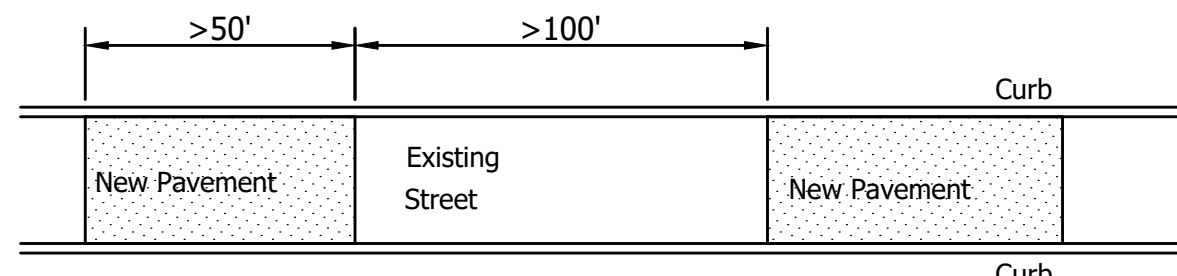 >50'
>100'
Curb
New Pavement
Existing
Street
New Pavement
Curb